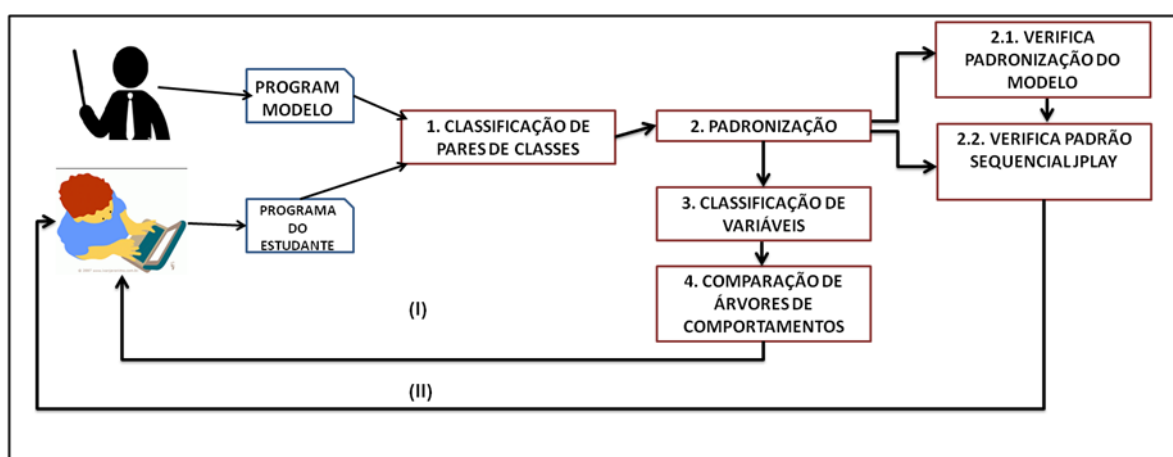 PROGRAM
MODELO
PROGRAMA
DO
ESTUDANTE
1. CLASSIFICAÇÃO DE
PARES DE CLASSES
2. PADRONIZAÇÃO
2.1. VERIFICA
PADRONIZAÇÃO DO
MODELO
2.2. VERIFICA PADRÃO
SEQUENCIAL JPLAY
3. CLASSIFICAÇÃO DE
VARIÁVEIS
4. COMPARAÇÃO DE
ÁRVORES DE
COMPORTAMENTOS
(I)
(II)